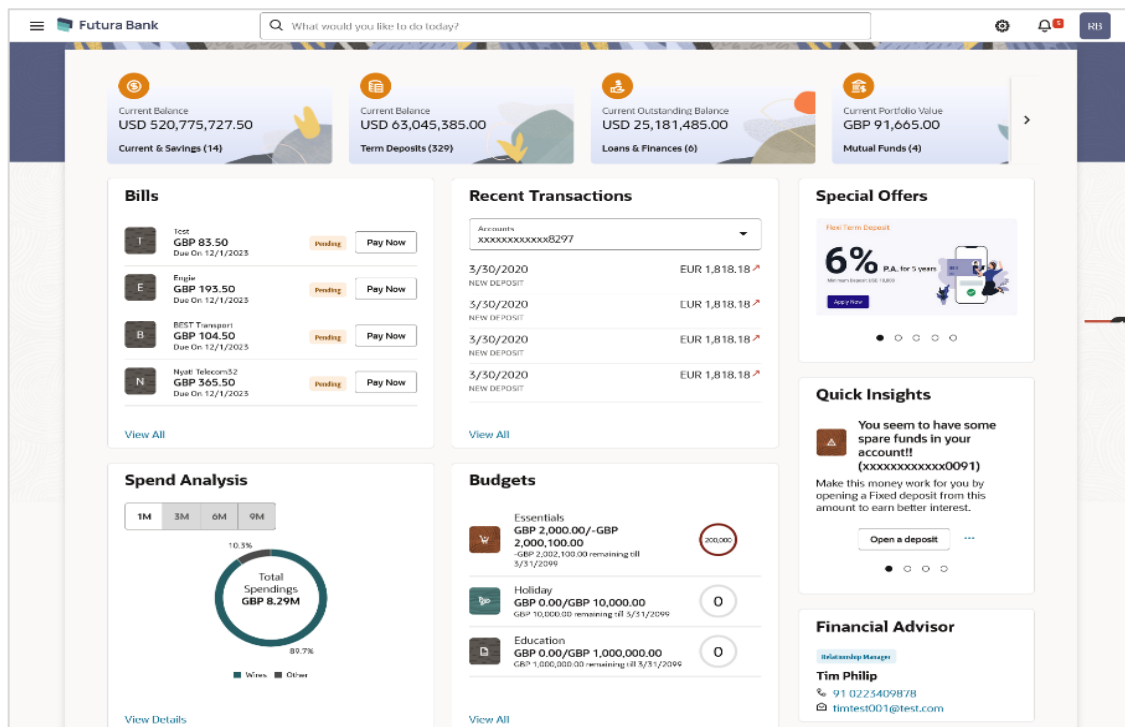 Futura Bank
What would you like to do today?
5
RB
Current Balance
USD 520,775,727.50
Current & Savings (14)
Current Balance
USD 63,045,385.00
Term Deposits (329)
Current Outstanding Balance
USD 25,181,485.00
Loans & Finances (6)
Current Portfolio Value
GBP 91,665.00
Mutual Funds (4)
Bills
T
Test
GBP 83.50
Due On 12/1/2023
Pending
Pay Now
E
Engie
GBP 193.50
Due On 12/1/2023
Pending
Pay Now
B
BEST Transport
GBP 104.50
Due On 12/1/2023
Pending
Pay Now
N
Nyati Telecom32
GBP 365.50
Due On 12/1/2023
Pending
Pay Now
View All
Recent Transactions
Accounts
xxxxxxxxxxxx8297
3/30/2020 EUR 1,818.18
NEW DEPOSIT
3/30/2020 EUR 1,818.18
NEW DEPOSIT
3/30/2020 EUR 1,818.18
NEW DEPOSIT
3/30/2020 EUR 1,818.18
NEW DEPOSIT
View All
Special Offers
Flexi Term Deposit
6% P.A. for 5 years
Minimum Deposit USD 10,000
Apply Now
Quick Insights
You seem to have some
spare funds in your
account!!
(xxxxxxxxxxxx0091)
Make this money work for you by
opening a Fixed deposit from this
amount to earn better interest.
Open a deposit
Spend Analysis
1M 3M 6M 9M
10.3%
Total
Spendings
GBP 8.29M
89.7%
Wires Other
View Details
Budgets
Essentials
GBP 2,000.00/-GBP
2,000,100.00
-GBP 2,002,100.00 remaining till
3/31/2099
200,000
Holiday
GBP 0.00/GBP 10,000.00
GBP 10,000.00 remaining till 3/31/2099
0
Education
GBP 0.00/GBP 1,000,000.00
GBP 1,000,000.00 remaining till 3/31/2099
0
View All
Financial Advisor
Relationship Manager
Tim Philip
91 0223409878
timtest001@test.com